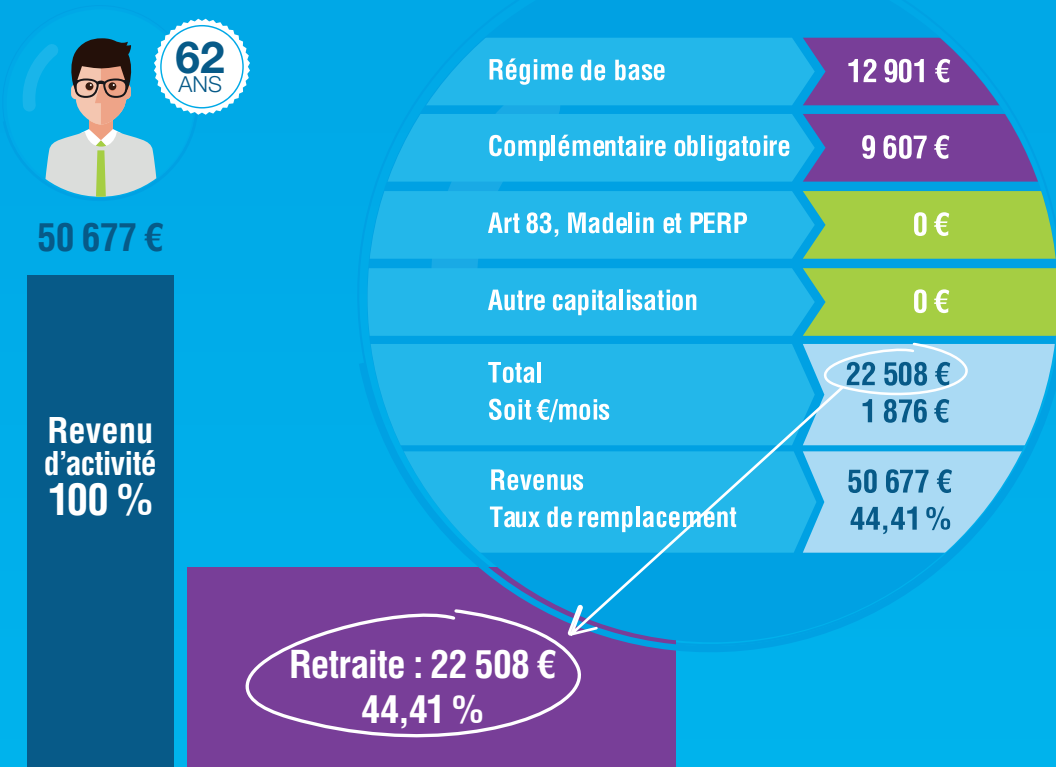 62
ANS
50 677 €
Revenu
d'activité
100 %
Régime de base 12 901 €
Complémentaire obligatoire 9 607 €
Art 83, Madelin et PERP 0 €
Autre capitalisation 0 €
Total 22 508 €
Soit €/mois 1 876 €
Revenus 50 677 €
Taux de remplacement 44,41 %
Retraite : 22 508 €
44,41 %